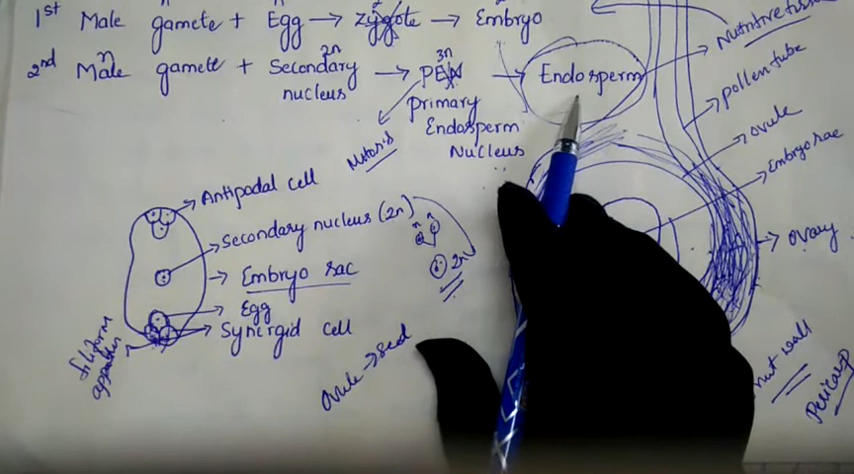 1st Male gamete + Egg → zygote → Embryo
n 2n 3n
2nd Male gamete + Secondary nucleus → PEN → Endosperm
Primary Endosperm Nucleus
Mitosis
Nutritive
pollen tube
ovule
Embryo sac
ovary
Antipodal cell
Secondary nucleus (2n)
n n
2n
Embryo sac
Egg
Synergid cell
filiform apparatus
Ovule → seed
wall
Pericarp